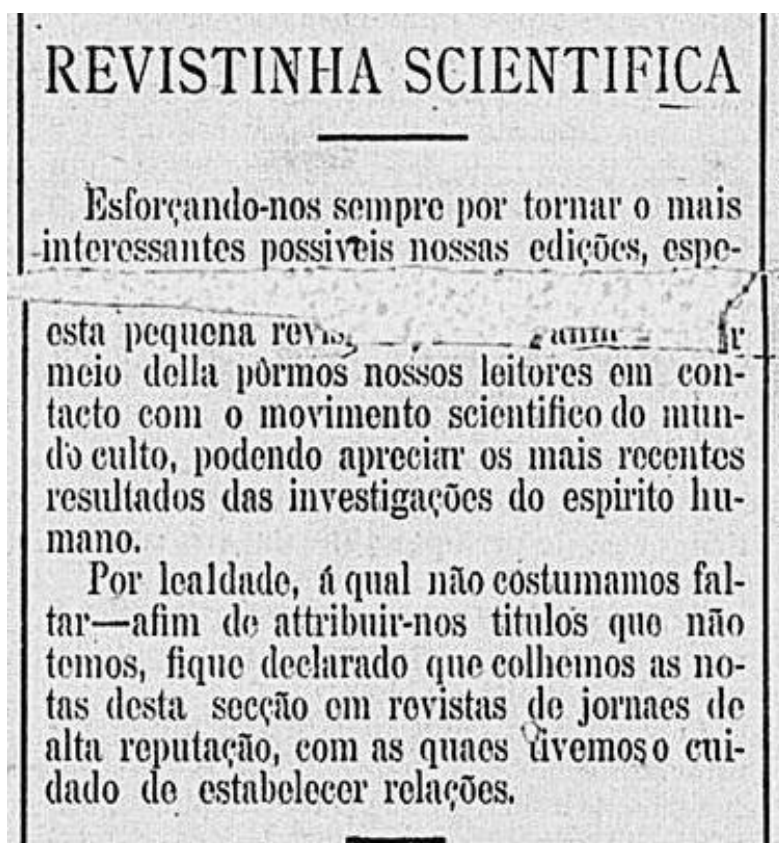 REVISTINHA SCIENTIFICA
Esforçando-nos sempre por tornar o mais
interessantes possiveis nossas edições, espe-
esta pequena
meio della pôrmos nossos leitores em con-
tacto com o movimento scientifico do mun-
do culto, podendo apreciar os mais recentes
resultados das investigações do espirito hu-
mano.
Por lealdade, á qual não costumamos fal-
tar—afim de attribuir-nos titulos que não
temos, fique declarado que colhemos as no-
tas desta secção em revistas de jornaes de
alta reputação, com as quaes tivemos o cui-
dado de estabelecer relações.